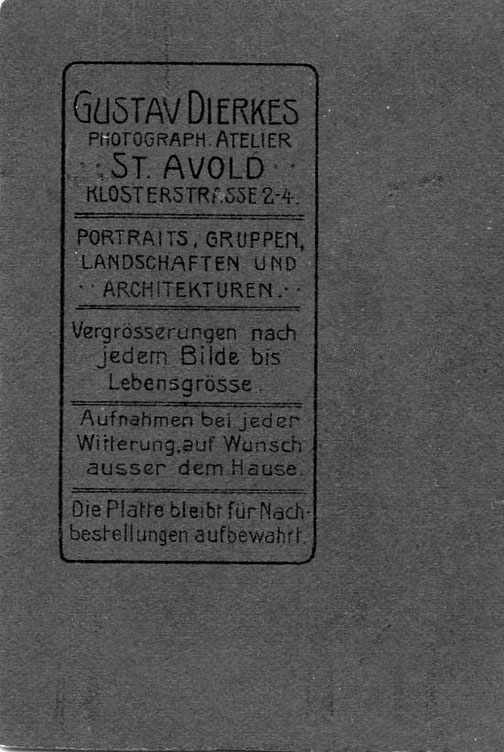 GUSTAV DIERKES
PHOTOGRAPH. ATELIER
ST. AVOLD
KLOSTERSTRASSE 2-4.
PORTRAITS, GRUPPEN,
LANDSCHAFTEN UND
ARCHITEKTUREN.
Vergrösserungen nach
jedem Bilde bis
Lebensgrösse.
Aufnahmen bei jeder
Witterung, auf Wunsch
ausser dem Hause.
Die Platte bleibt für Nach-
bestellungen aufbewahrt.